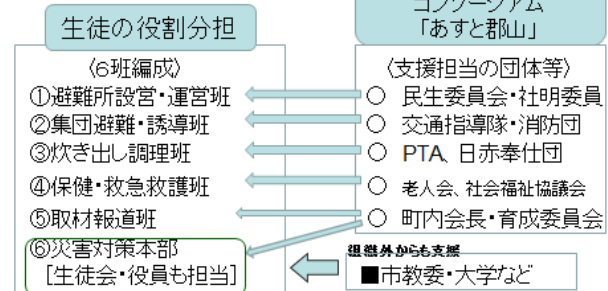 生徒の役割分担
〈6班編成〉
①避難所設営・運営班
②集団避難・誘導班
③炊き出し調理班
④保健・救急救護班
⑤取材報道班
⑥災害対策本部
[生徒会・役員も担当]
コンソーシアム
「あすと郡山」
〈支援担当の団体等〉
○ 民生委員会・社明委員
○ 交通指導隊・消防団
○ PTA、日赤奉仕団
○ 老人会、社会福祉協議会
○ 町内会長・育成委員会
組織外からも支援
■市教委・大学など